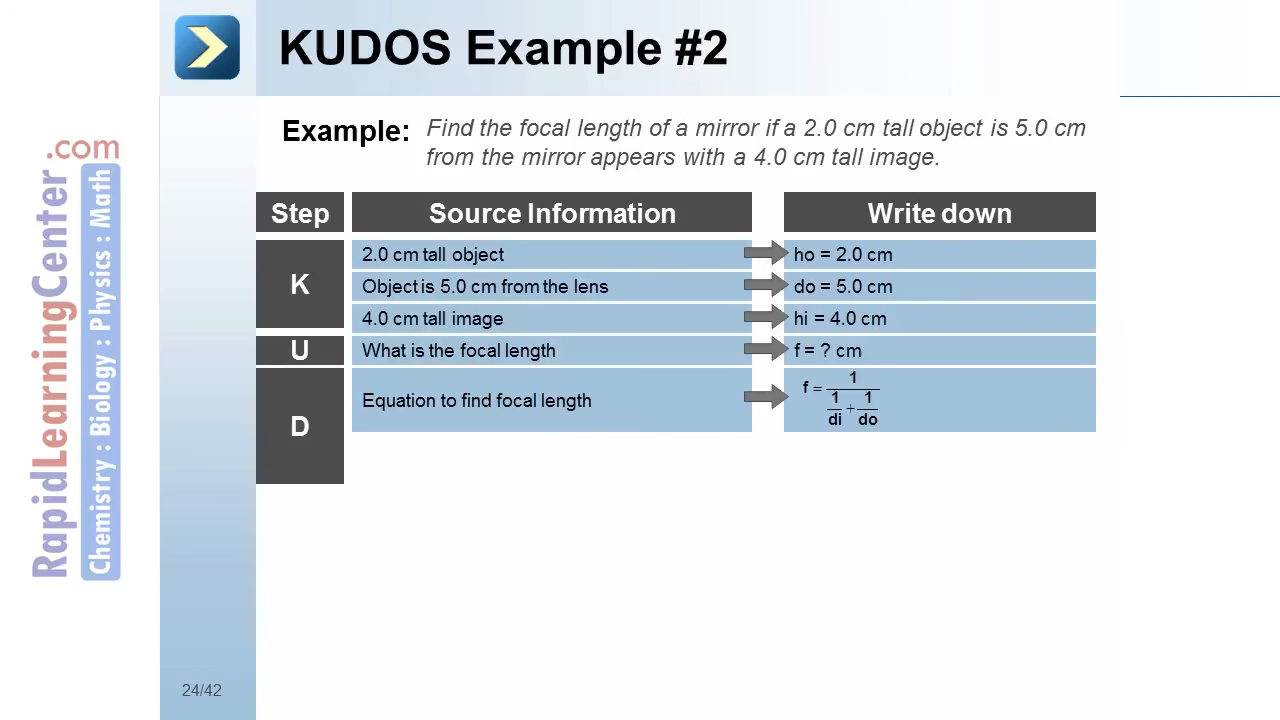 KUDOS Example #2
Example: Find the focal length of a mirror if a 2.0 cm tall object is 5.0 cm
from the mirror appears with a 4.0 cm tall image.
Step Source Information Write down
K
2.0 cm tall object ho = 2.0 cm
Object is 5.0 cm from the lens do = 5.0 cm
4.0 cm tall image hi = 4.0 cm
U What is the focal length f = ? cm
D Equation to find focal length f = 1 / (1/di + 1/do)
RapidLearningCenter.com
Chemistry : Biology : Physics : Math
24/42